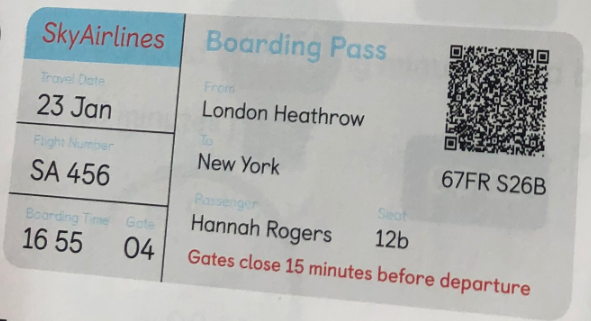 SkyAirlines
Travel Date
23 Jan
Flight Number
SA 456
Boarding Time Gate
16 55 04
Boarding Pass
From
London Heathrow
To
New York
Passenger Seat
Hannah Rogers 12b
Gates close 15 minutes before departure
67FR S26B